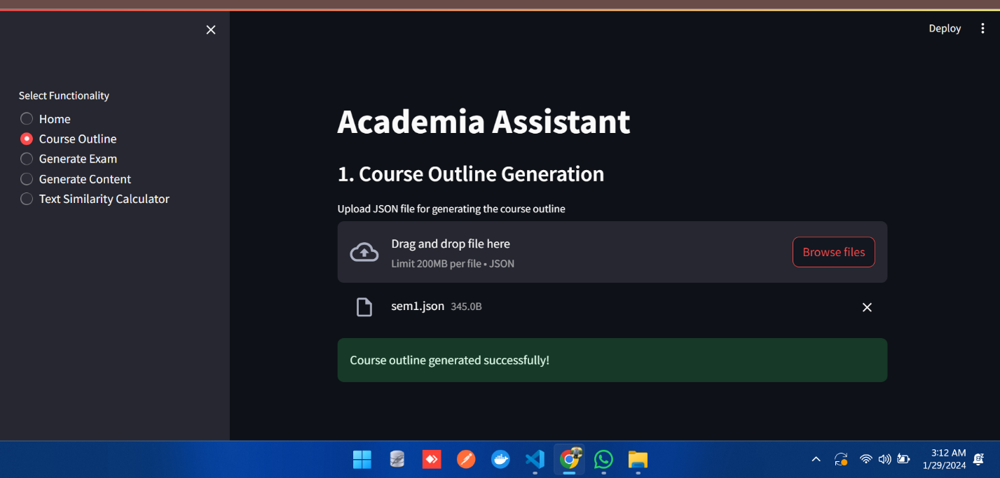 Deploy
Select Functionality
Home
Course Outline
Generate Exam
Generate Content
Text Similarity Calculator
Academia Assistant
1. Course Outline Generation
Upload JSON file for generating the course outline
Drag and drop file here
Limit 200MB per file • JSON
Browse files
sem1.json 345.0B
Course outline generated successfully!
3:12 AM
1/29/2024